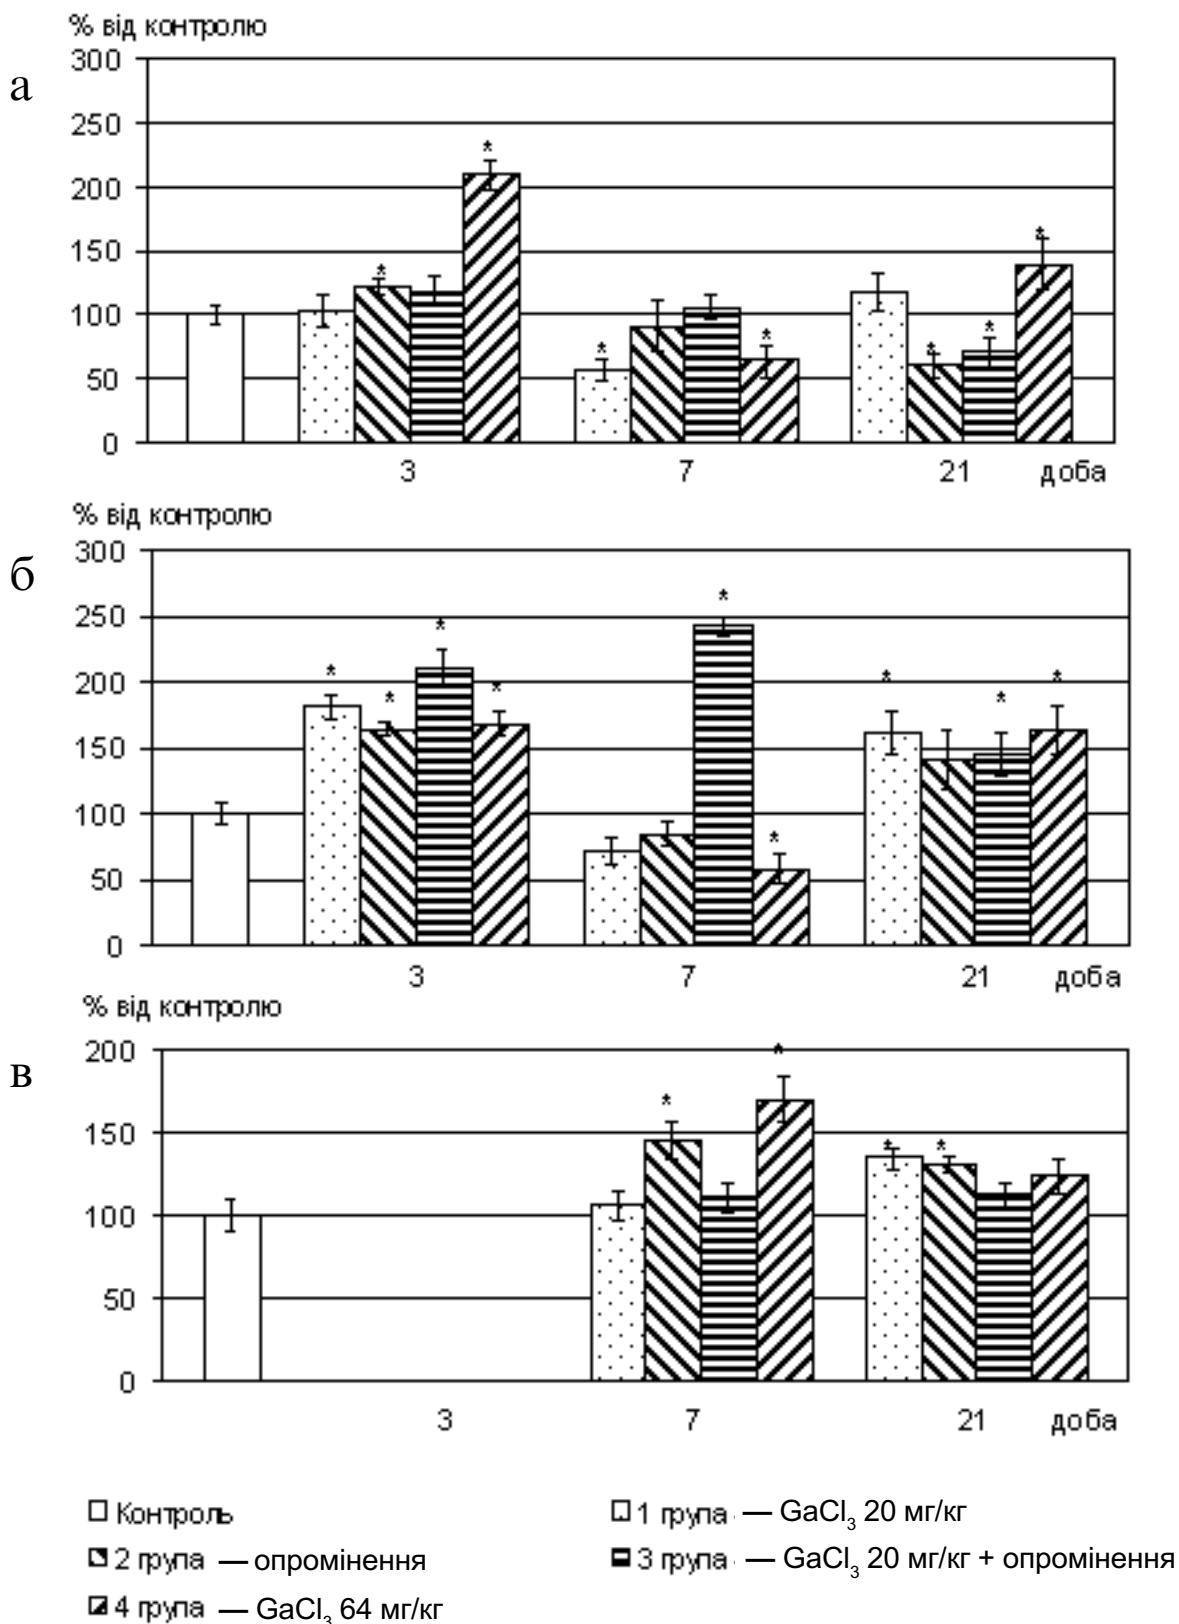 % від контролю
а
300
250
200
150
100
50
0
* * * * * * * *
3 7 21 доба
% від контролю
б
300
250
200
150
100
50
0
* * * * * * * * *
3 7 21 доба
% від контролю
в
200
150
100
50
0
* * * *
3 7 21 доба
Контроль
1 група — GaCl₃ 20 мг/кг
2 група — опромінення
3 група — GaCl₃ 20 мг/кг + опромінення
4 група — GaCl₃ 64 мг/кг